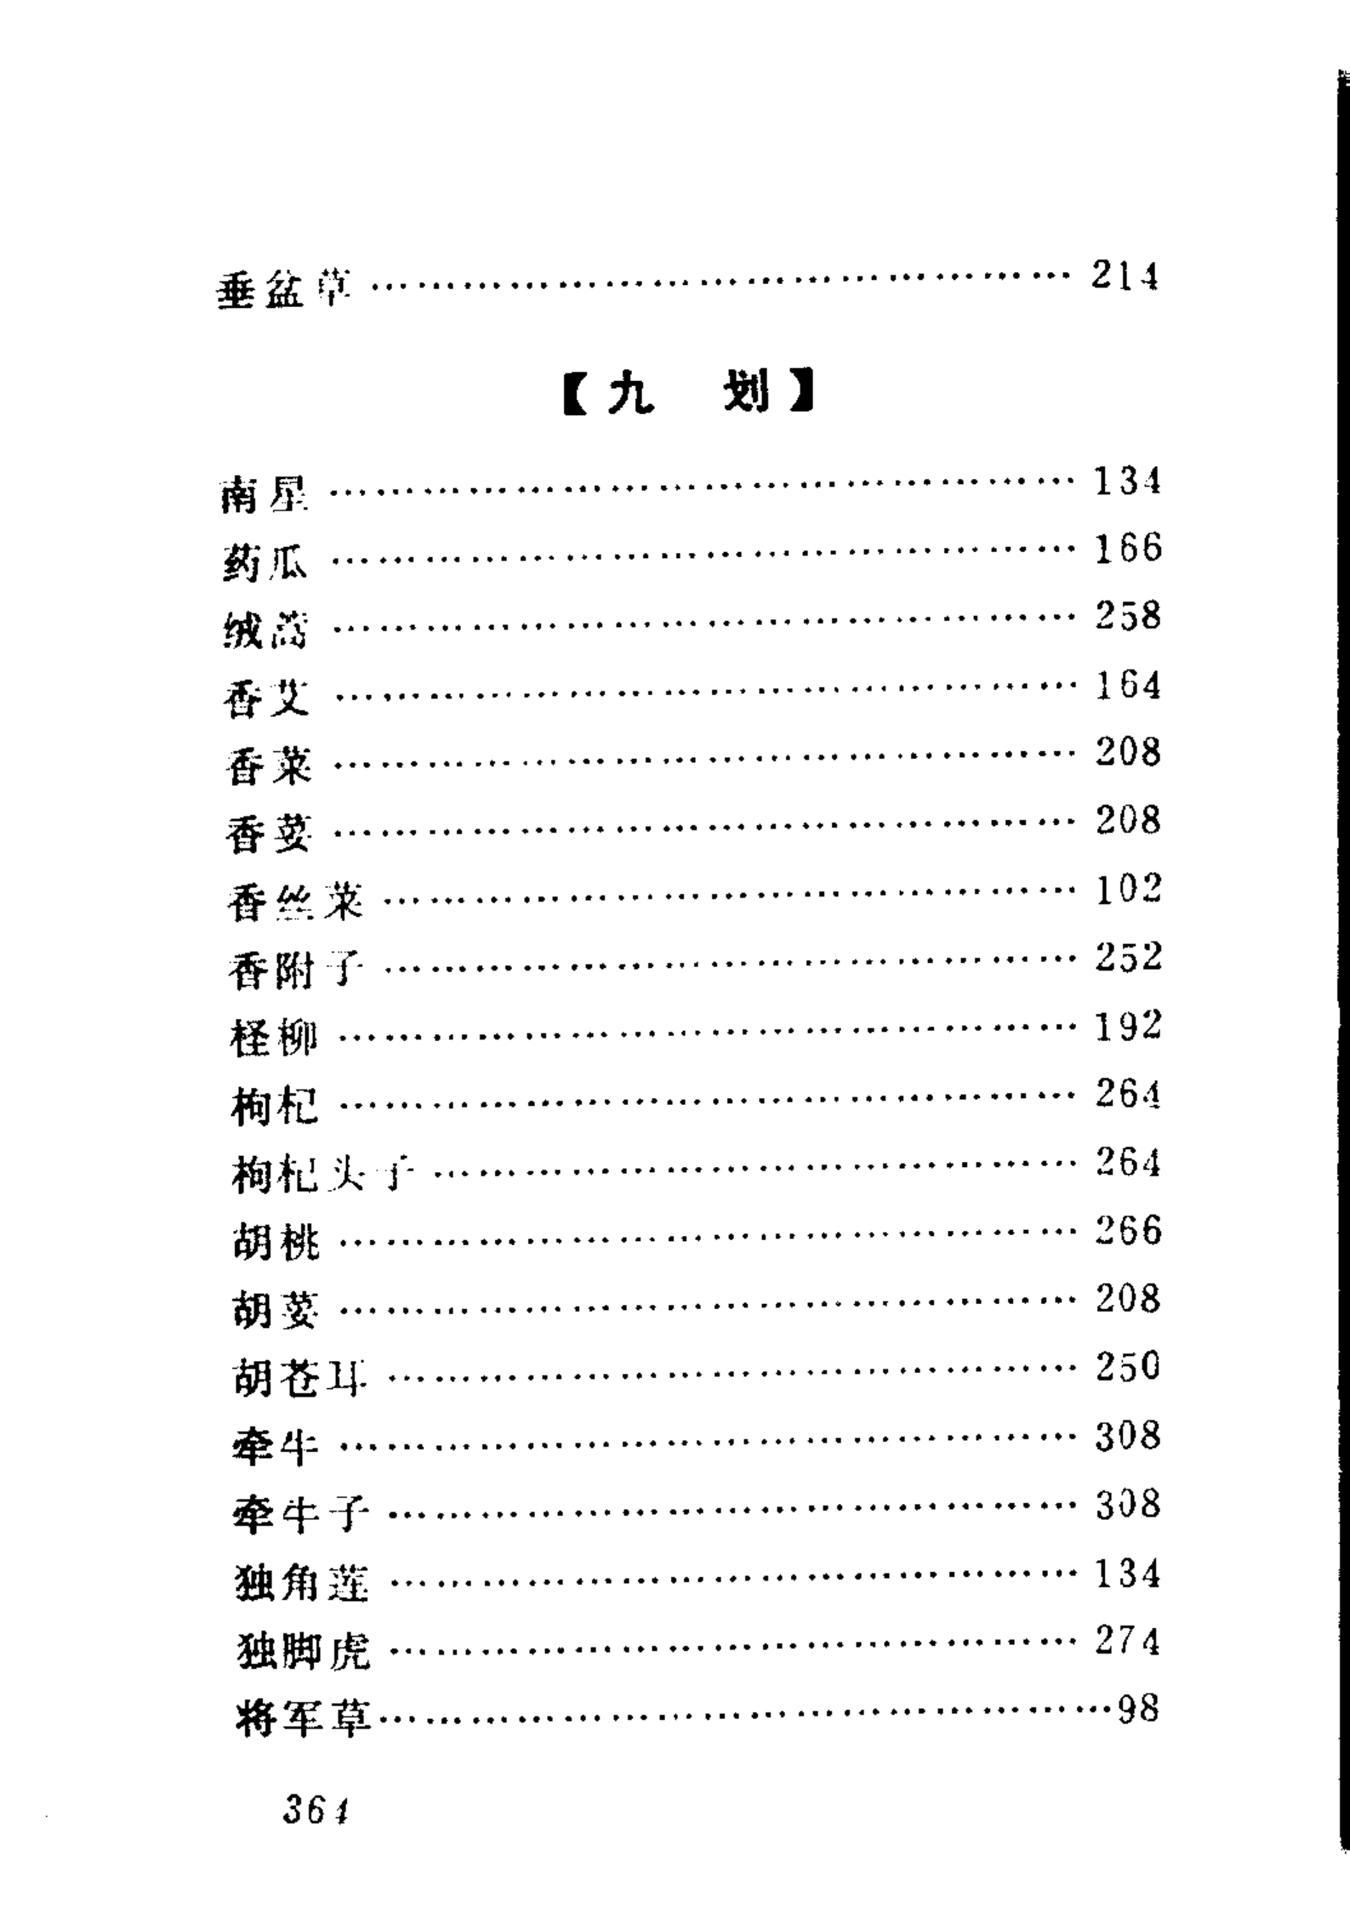 垂盆草 …………………………………………… 214
【九 划】
南星 …………………………………………… 134
药瓜 …………………………………………… 166
绒蒿 …………………………………………… 258
香艾 …………………………………………… 164
香菜 …………………………………………… 208
香荽 …………………………………………… 208
香丝菜 …………………………………………… 102
香附子 …………………………………………… 252
柽柳 …………………………………………… 192
枸杞 …………………………………………… 264
枸杞头子 …………………………………………… 264
胡桃 …………………………………………… 266
胡荽 …………………………………………… 208
胡苍耳 …………………………………………… 250
牵牛 …………………………………………… 308
牵牛子 …………………………………………… 308
独角莲 …………………………………………… 134
独脚虎 …………………………………………… 274
将军草 …………………………………………… 98
364